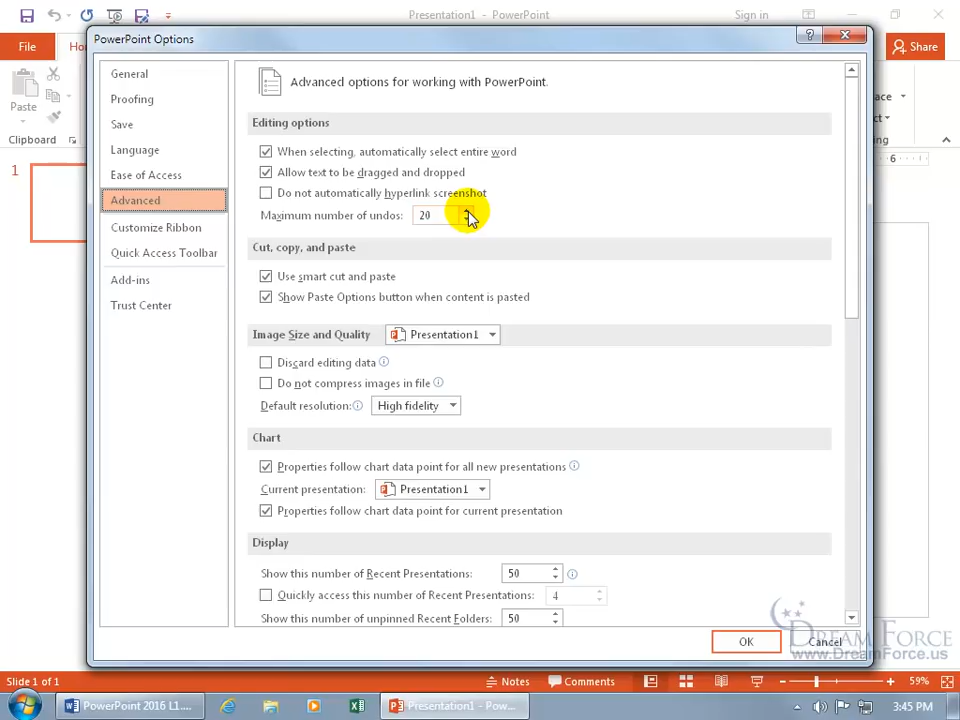 Presentation1 - PowerPoint
Sign in
PowerPoint Options
File
Ho
Share
Paste
Clipboard
ace
ct
ng
6
1
General
Proofing
Save
Language
Ease of Access
Advanced
Customize Ribbon
Quick Access Toolbar
Add-ins
Trust Center
Advanced options for working with PowerPoint.
Editing options
When selecting, automatically select entire word
Allow text to be dragged and dropped
Do not automatically hyperlink screenshot
Maximum number of undos: 20
Cut, copy, and paste
Use smart cut and paste
Show Paste Options button when content is pasted
Image Size and Quality Presentation1
Discard editing data
Do not compress images in file
Default resolution: High fidelity
Chart
Properties follow chart data point for all new presentations
Current presentation: Presentation1
Properties follow chart data point for current presentation
Display
Show this number of Recent Presentations: 50
Quickly access this number of Recent Presentations: 4
Show this number of unpinned Recent Folders: 50
OK
Cancel
DREAM FORCE
www.DreamForce.us
Slide 1 of 1
Notes
Comments
59%
PowerPoint 2016 L1....
Presentation1 - Pow...
3:45 PM